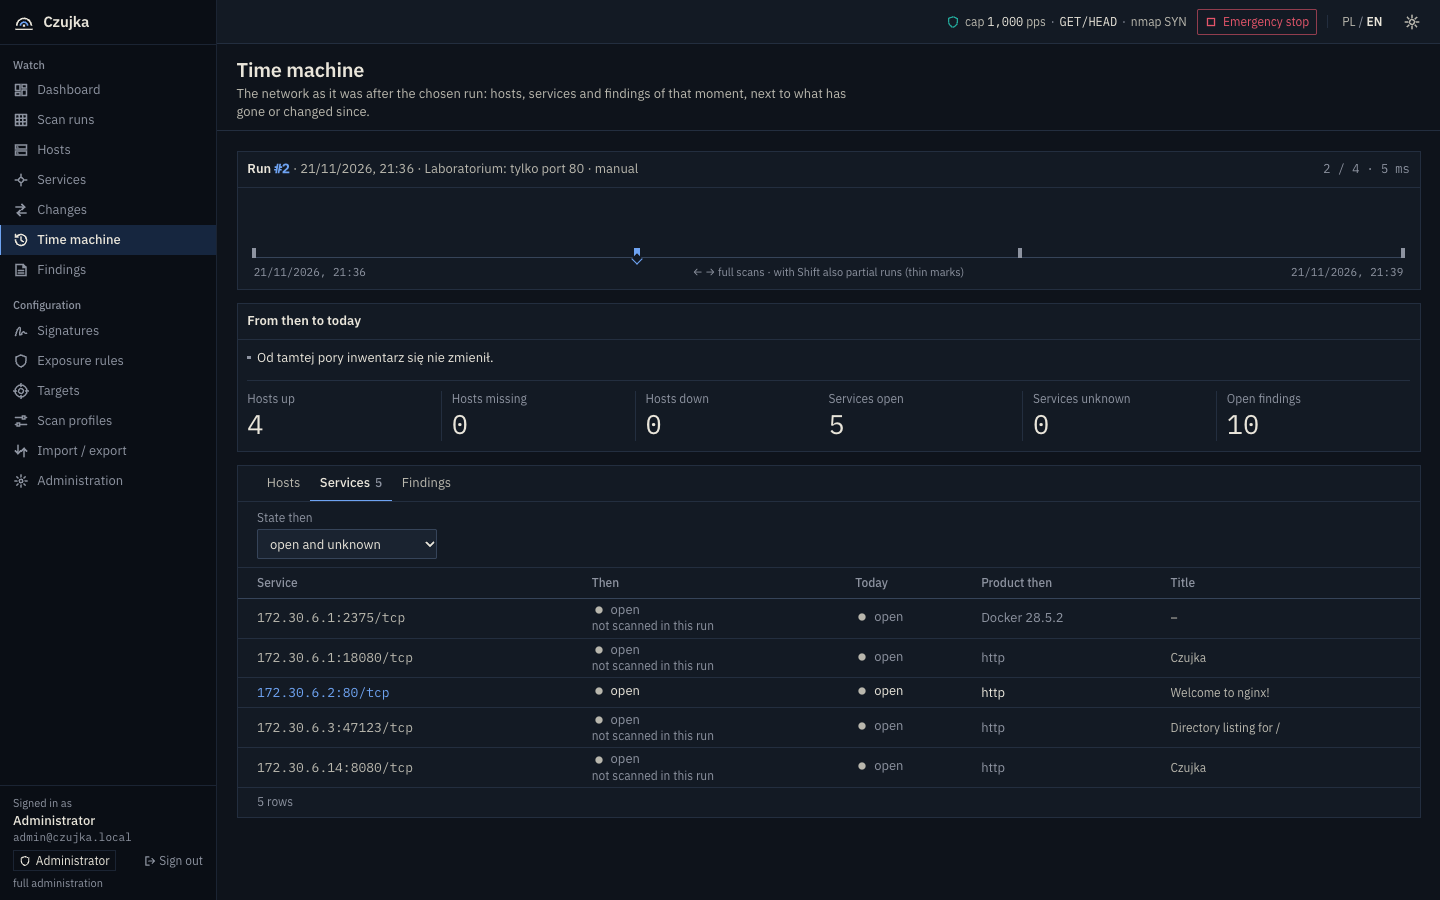 Czujka
cap 1,000 pps · GET/HEAD · nmap SYN
Emergency stop
PL / EN
Watch
Dashboard
Scan runs
Hosts
Services
Changes
Time machine
Findings
Configuration
Signatures
Exposure rules
Targets
Scan profiles
Import / export
Administration
Signed in as
Administrator
admin@czujka.local
Administrator
Sign out
full administration
Time machine
The network as it was after the chosen run: hosts, services and findings of that moment, next to what has
gone or changed since.
Run #2 · 21/11/2026, 21:36 · Laboratorium: tylko port 80 · manual
2 / 4 · 5 ms
21/11/2026, 21:36
← → full scans · with Shift also partial runs (thin marks)
21/11/2026, 21:39
From then to today
Od tamtej pory inwentarz się nie zmienił.
Hosts up
4
Hosts missing
0
Hosts down
0
Services open
5
Services unknown
0
Open findings
10
Hosts
Services 5
Findings
State then
open and unknown
Service Then Today Product then Title
172.30.6.1:2375/tcp open open Docker 28.5.2 –
not scanned in this run
172.30.6.1:18080/tcp open open http Czujka
not scanned in this run
172.30.6.2:80/tcp open open http Welcome to nginx!
172.30.6.3:47123/tcp open open http Directory listing for /
not scanned in this run
172.30.6.14:8080/tcp open open http Czujka
not scanned in this run
5 rows